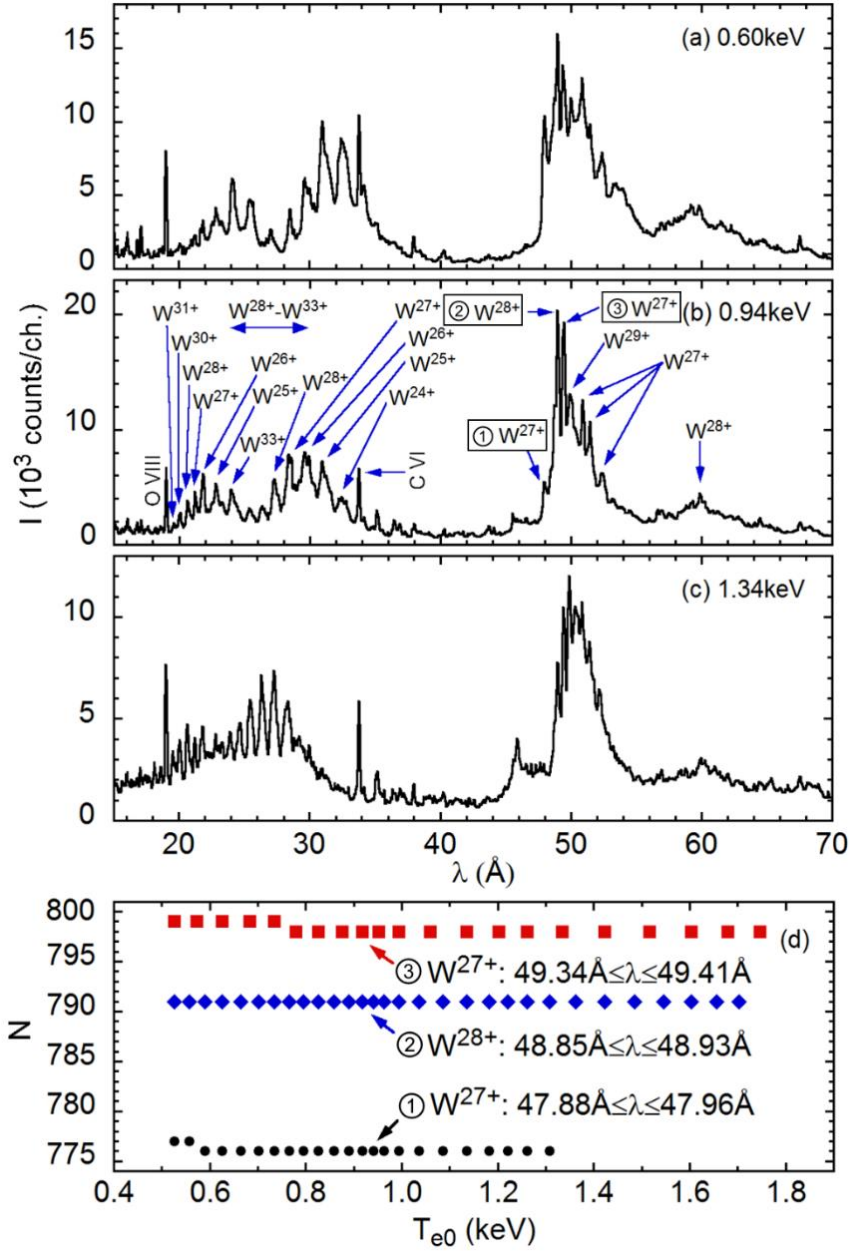 (a) 0.60keV
15
10
5
0
(b) 0.94keV
20
10
0
W³¹⁺
W³⁰⁺
W²⁸⁺
W²⁷⁺
W²⁸⁺-W³³⁺
W²⁶⁺
W²⁵⁺
W³³⁺
W²⁸⁺
W²⁷⁺
W²⁶⁺
W²⁵⁺
W²⁴⁺
② W²⁸⁺
③ W²⁷⁺
W²⁹⁺
W²⁷⁺
① W²⁷⁺
W²⁸⁺
O VIII
C VI
I (10³ counts/ch.)
(c) 1.34keV
10
5
0
20 30 40 50 60 70
λ (Å)
(d)
800
795
790
785
780
775
N
③ W²⁷⁺: 49.34Å≤λ≤49.41Å
② W²⁸⁺: 48.85Å≤λ≤48.93Å
① W²⁷⁺: 47.88Å≤λ≤47.96Å
0.4 0.6 0.8 1.0 1.2 1.4 1.6 1.8
Tₑ₀ (keV)